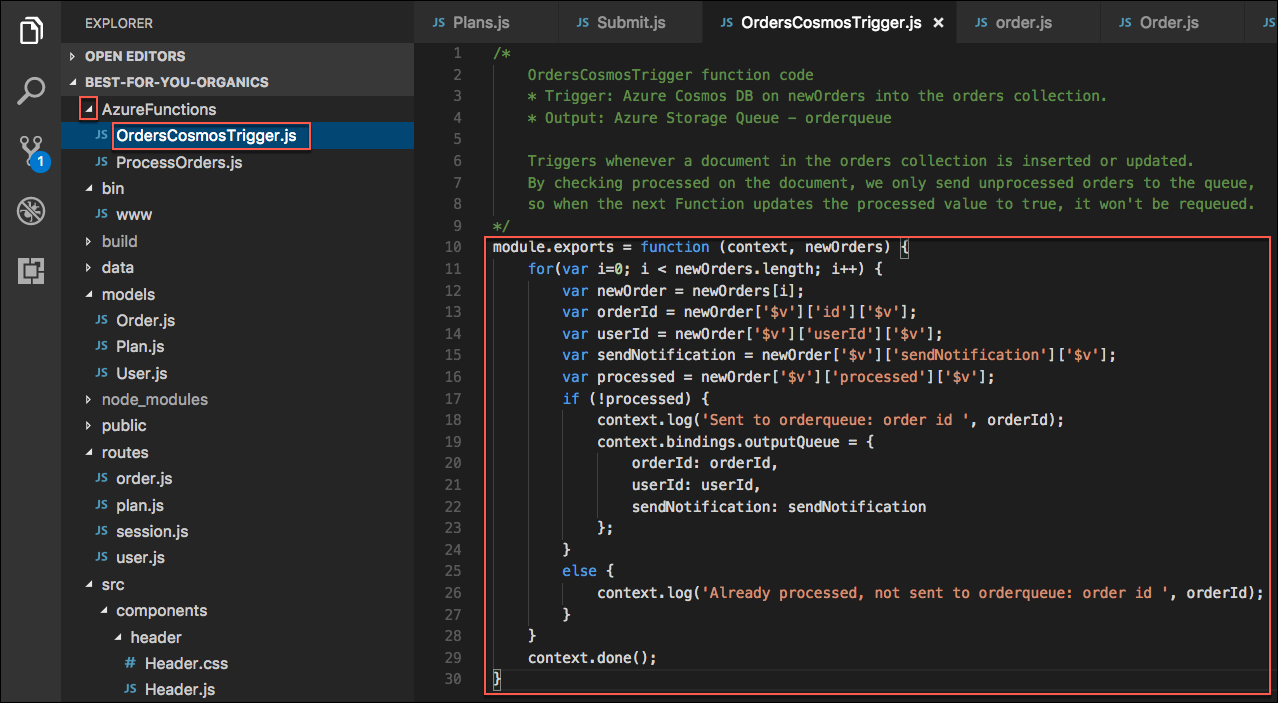 EXPLORER
OPEN EDITORS
BEST-FOR-YOU-ORGANICS
AzureFunctions
JS OrdersCosmosTrigger.js
JS ProcessOrders.js
bin
JS www
build
data
models
JS Order.js
JS Plan.js
JS User.js
node_modules
public
routes
JS order.js
JS plan.js
JS session.js
JS user.js
src
components
header
# Header.css
JS Header.js
1
JS Plans.js
JS Submit.js
JS OrdersCosmosTrigger.js ×
JS order.js
JS Order.js
JS
1 /*
2     OrdersCosmosTrigger function code
3     * Trigger: Azure Cosmos DB on newOrders into the orders collection.
4     * Output: Azure Storage Queue - orderqueue
5
6     Triggers whenever a document in the orders collection is inserted or updated.
7     By checking processed on the document, we only send unprocessed orders to the queue,
8     so when the next Function updates the processed value to true, it won't be requeued.
9 */
10 module.exports = function (context, newOrders) {
11     for(var i=0; i < newOrders.length; i++) {
12         var newOrder = newOrders[i];
13         var orderId = newOrder['$v']['id']['$v'];
14         var userId = newOrder['$v']['userId']['$v'];
15         var sendNotification = newOrder['$v']['sendNotification']['$v'];
16         var processed = newOrder['$v']['processed']['$v'];
17         if (!processed) {
18             context.log('Sent to orderqueue: order id ', orderId);
19             context.bindings.outputQueue = {
20                 orderId: orderId,
21                 userId: userId,
22                 sendNotification: sendNotification
23             };
24         }
25         else {
26             context.log('Already processed, not sent to orderqueue: order id ', orderId);
27         }
28     }
29     context.done();
30 }